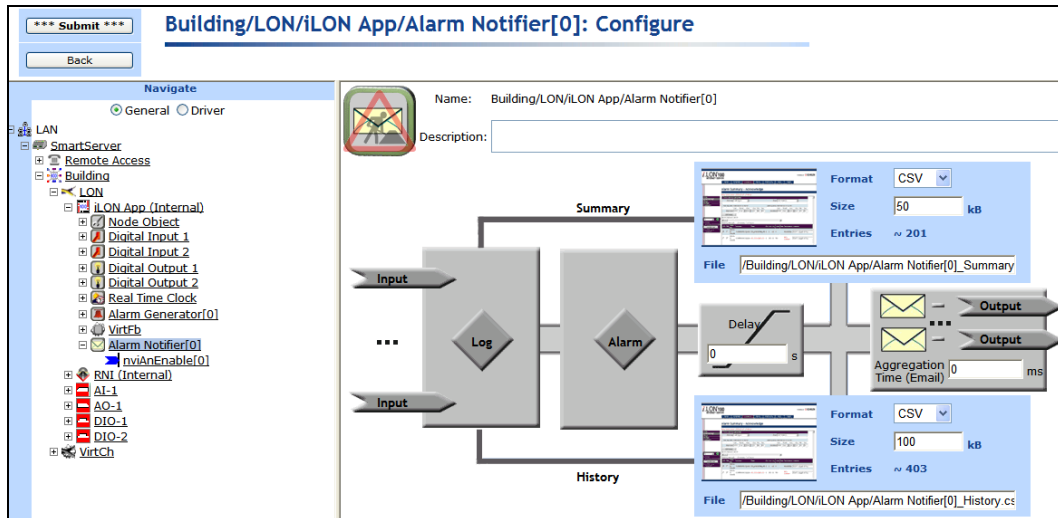 *** Submit ***
Back
Building/LON/iLON App/Alarm Notifier[0]: Configure
Navigate
General Driver
LAN
SmartServer
Remote Access
Building
LON
iLON App (Internal)
Node Object
Digital Input 1
Digital Input 2
Digital Output 1
Digital Output 2
Real Time Clock
Alarm Generator[0]
VirtFb
Alarm Notifier[0]
nviAnEnable[0]
RNI (Internal)
AI-1
AO-1
DIO-1
DIO-2
VirtCh
Name: Building/LON/iLON App/Alarm Notifier[0]
Description:
Summary
Format CSV
Size 50 kB
Entries ~ 201
File /Building/LON/iLON App/Alarm Notifier[0]_Summary
Input
...
Input
Log
Alarm
Delay
0 s
Output
...
Output
Aggregation
Time (Email) 0 ms
History
Format CSV
Size 100 kB
Entries ~ 403
File /Building/LON/iLON App/Alarm Notifier[0]_History.cs